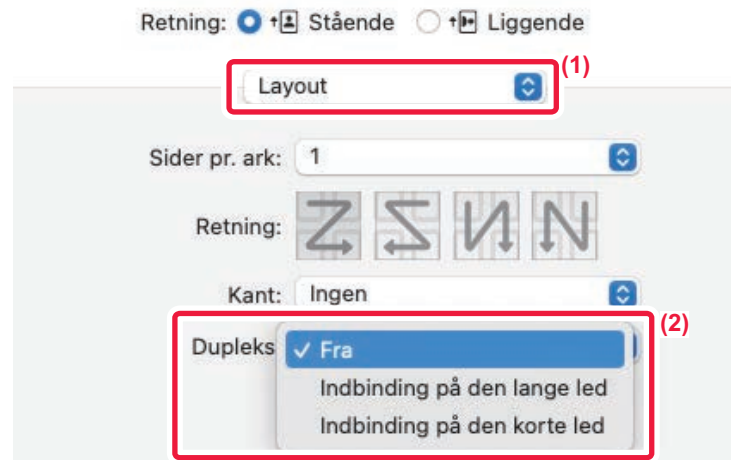 Retning: Stående Liggende
(1)
Layout
Sider pr. ark: 1
Retning:
Kant: Ingen
(2)
Dupleks ✓ Fra
Indbinding på den lange led
Indbinding på den korte led